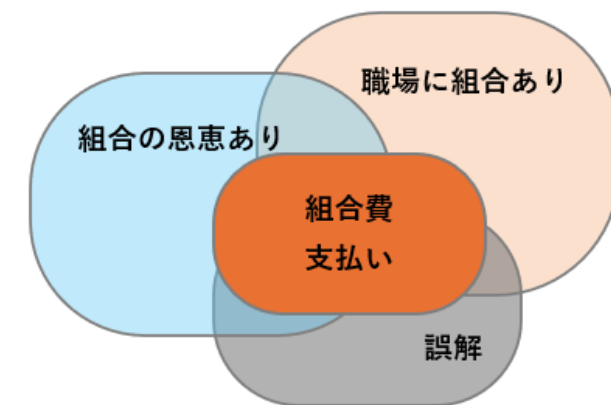 職場に組合あり
組合の恩恵あり
組合費
支払い
誤解